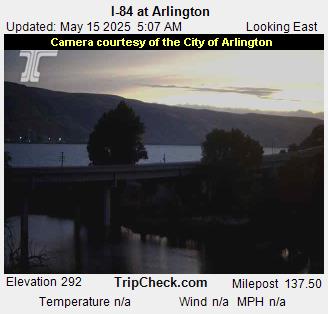 I-84 at Arlington
Updated: May 15 2025 5:07 AM Looking East
Camera courtesy of the City of Arlington
Elevation 292 TripCheck.com Milepost 137.50
Temperature n/a Wind n/a MPH n/a